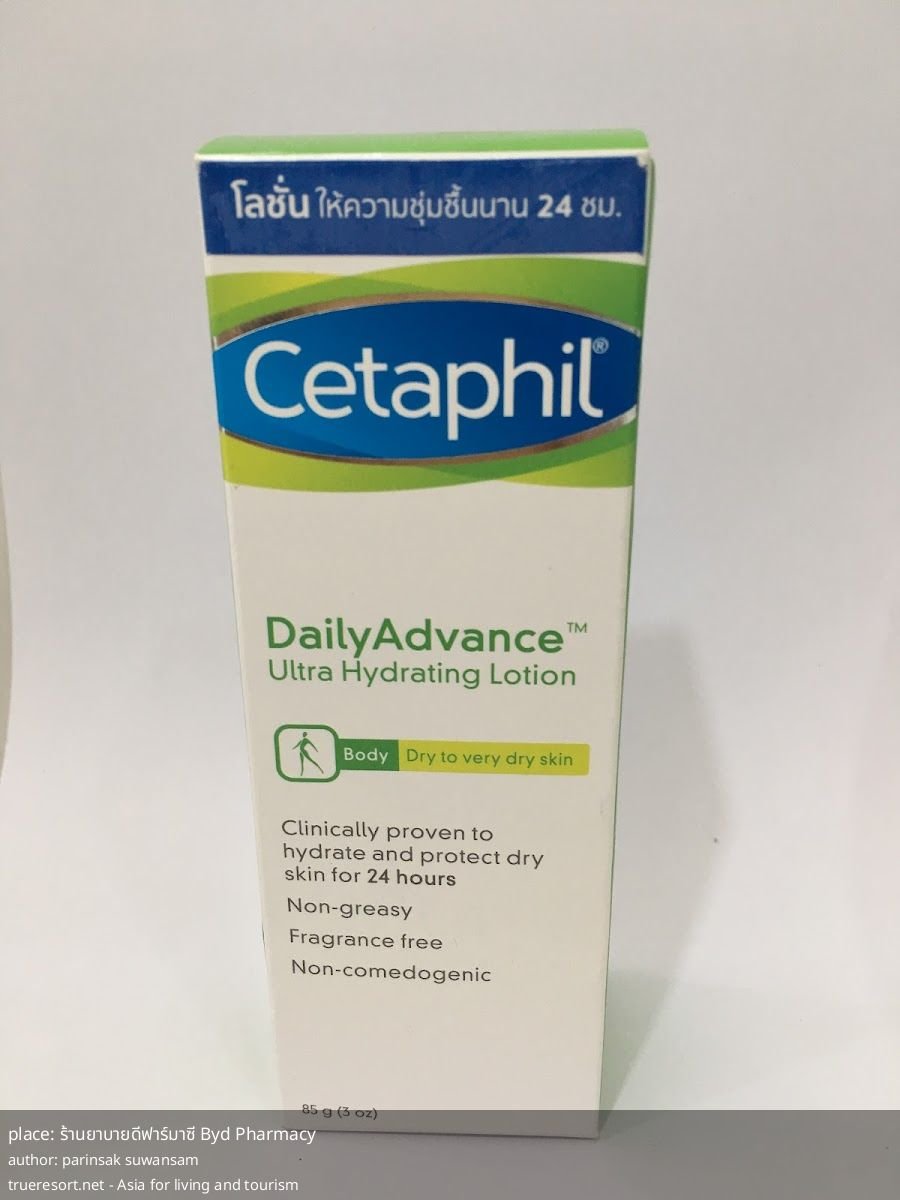 โลชั่น ให้ความชุ่มชื้นนาน 24 ชม.
Cetaphil®
DailyAdvance™
Ultra Hydrating Lotion
Body Dry to very dry skin
Clinically proven to
hydrate and protect dry
skin for 24 hours
Non-greasy
Fragrance free
Non-comedogenic
85 g (3 oz)
place: ร้านยาบายดีฟาร์มาซี Byd Pharmacy
author: parinsak suwansam
trueresort.net - Asia for living and tourism